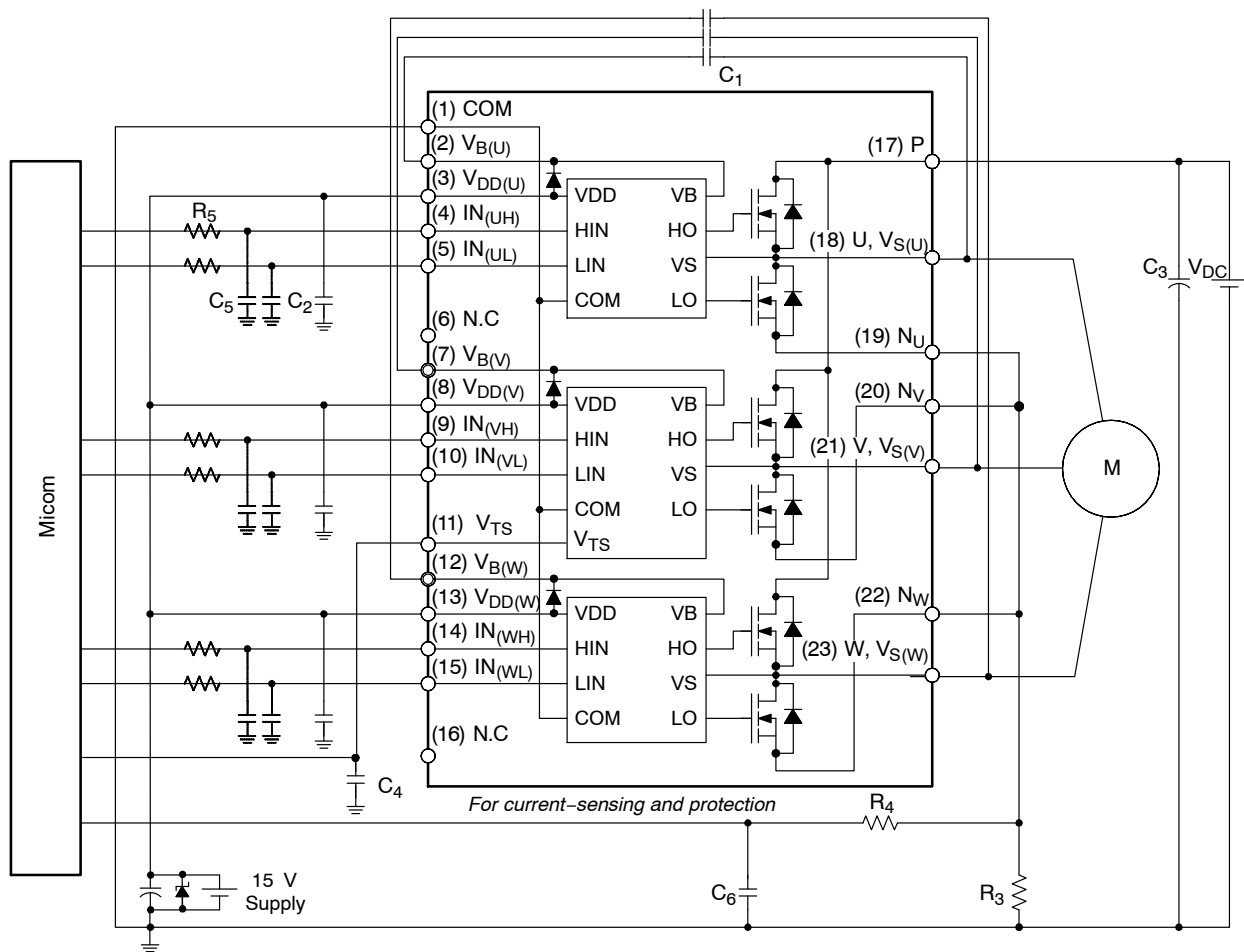 C1
(1) COM
(2) VB(U)
(3) VDD(U)
(4) IN(UH)
(5) IN(UL)
(6) N.C
(7) VB(V)
(8) VDD(V)
(9) IN(VH)
(10) IN(VL)
(11) VTS
(12) VB(W)
(13) VDD(W)
(14) IN(WH)
(15) IN(WL)
(16) N.C
Micom
R5
C5
C2
C4
VDD
HIN
LIN
COM
VB
HO
VS
LO
VDD
HIN
LIN
COM
VTS
VB
HO
VS
LO
VDD
HIN
LIN
COM
VB
HO
VS
LO
(17) P
(18) U, VS(U)
(19) NU
(20) NV
(21) V, VS(V)
(22) NW
(23) W, VS(W)
C3
VDC
M
For current–sensing and protection
R4
15 V
Supply
C6
R3